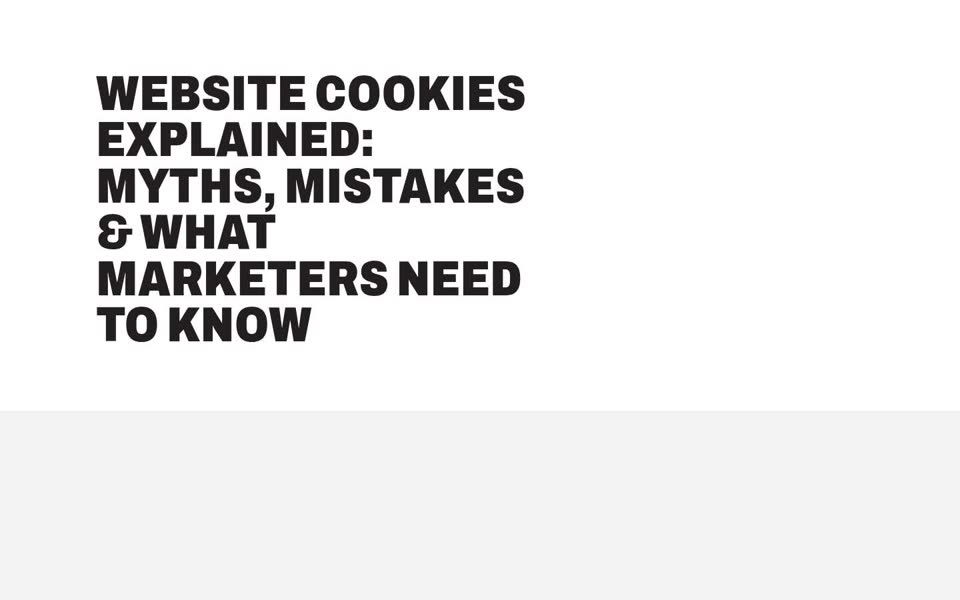 WEBSITE COOKIES
EXPLAINED:
MYTHS, MISTAKES
& WHAT
MARKETERS NEED
TO KNOW